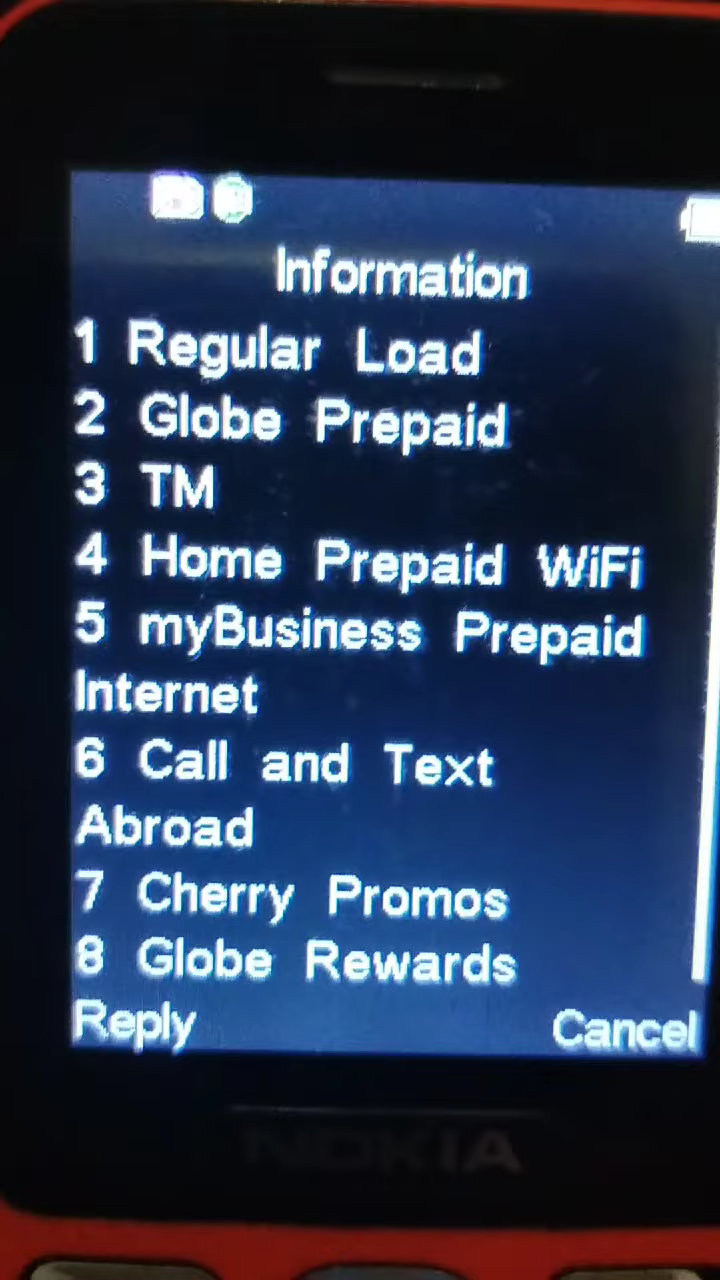 Information
1 Regular Load
2 Globe Prepaid
3 TM
4 Home Prepaid WiFi
5 myBusiness Prepaid
Internet
6 Call and Text
Abroad
7 Cherry Promos
8 Globe Rewards
Reply Cancel
NOKIA